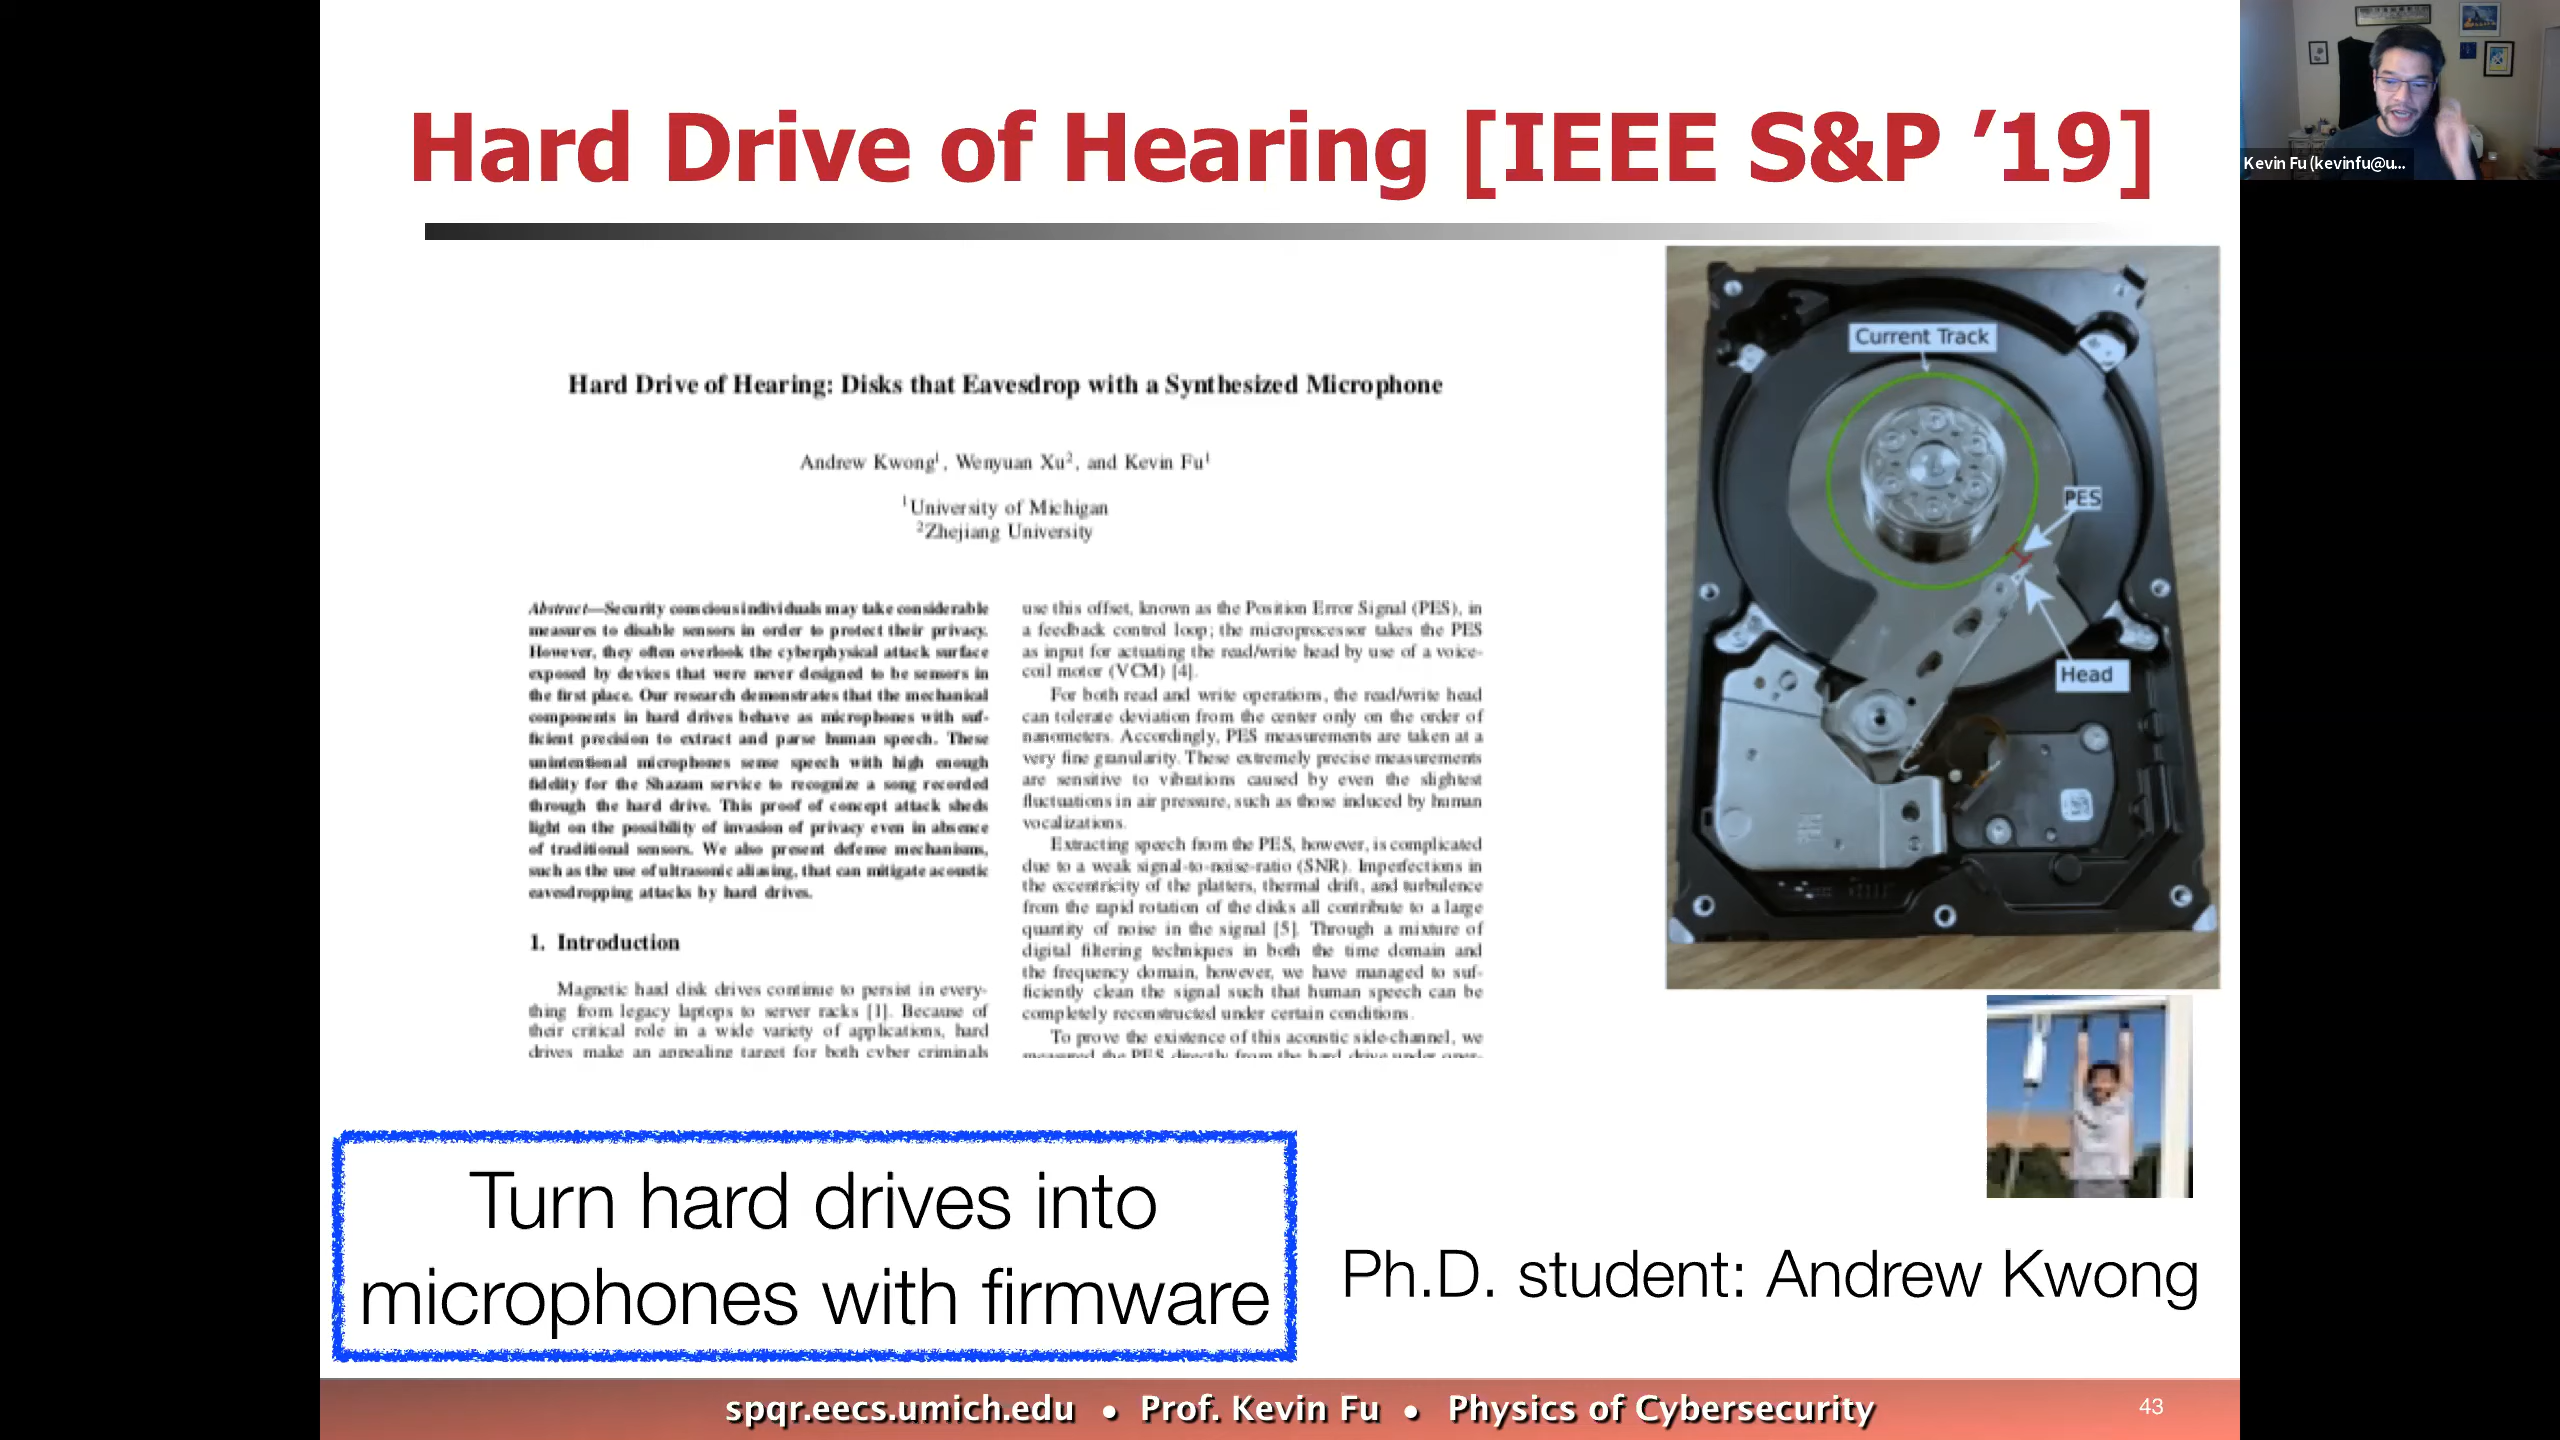 Hard Drive of Hearing [IEEE S&P ’19]
Kevin Fu (kevinfu@u...
Hard Drive of Hearing: Disks that Eavesdrop with a Synthesized Microphone
Andrew Kwong1, Wenyuan Xu2, and Kevin Fu1
1University of Michigan
2Zhejiang University
Abstract—Security conscious individuals may take considerable
measures to disable sensors in order to protect their privacy.
However, they often overlook the cyberphysical attack surface
exposed by devices that were never designed to be sensors in
the first place. Our research demonstrates that the mechanical
components in hard drives behave as microphones with suf-
ficient precision to extract and parse human speech. These
unintentional microphones sense speech with high enough
fidelity for the Shazam service to recognize a song recorded
through the hard drive. This proof of concept attack sheds
light on the possibility of invasion of privacy even in absence
of traditional sensors. We also present defense mechanisms,
such as the use of ultrasonic aliasing, that can mitigate acoustic
eavesdropping attacks by hard drives.
1. Introduction
Magnetic hard disk drives continue to persist in every-
thing from legacy laptops to server racks [1]. Because of
their critical role in a wide variety of applications, hard
drives make an appealing target for both cyber criminals
use this offset, known as the Position Error Signal (PES), in
a feedback control loop; the microprocessor takes the PES
as input for actuating the read/write head by use of a voice-
coil motor (VCM) [4].
For both read and write operations, the read/write head
can tolerate deviation from the center only on the order of
nanometers. Accordingly, PES measurements are taken at a
very fine granularity. These extremely precise measurements
are sensitive to vibrations caused by even the slightest
fluctuations in air pressure, such as those induced by human
vocalizations.
Extracting speech from the PES, however, is complicated
due to a weak signal-to-noise-ratio (SNR). Imperfections in
the eccentricity of the platters, thermal drift, and turbulence
from the rapid rotation of the disks all contribute to a large
quantity of noise in the signal [5]. Through a mixture of
digital filtering techniques in both the time domain and
the frequency domain, however, we have managed to suf-
ficiently clean the signal such that human speech can be
completely reconstructed under certain conditions.
To prove the existence of this acoustic side-channel, we
measured the PES directly from the hard drive under oper-
Current Track
PES
Head
Turn hard drives into
microphones with firmware
Ph.D. student: Andrew Kwong
spqr.eecs.umich.edu • Prof. Kevin Fu • Physics of Cybersecurity
43